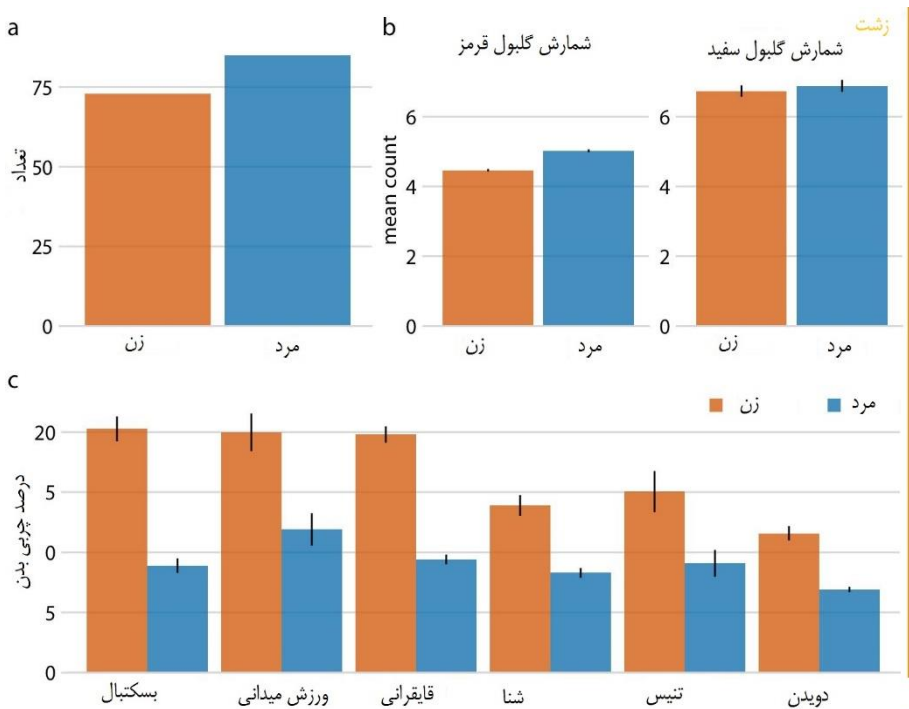 a
تعداد
75
50
25
0
زن
مرد
b
زشت
شمارش گلبول قرمز
شمارش گلبول سفید
mean count
6
4
2
0
زن
مرد
6
4
2
0
زن
مرد
c
زن
مرد
درصد چربی بدن
20
5
0
5
0
بسکتبال
ورزش میدانی
قایقرانی
شنا
تنیس
دویدن